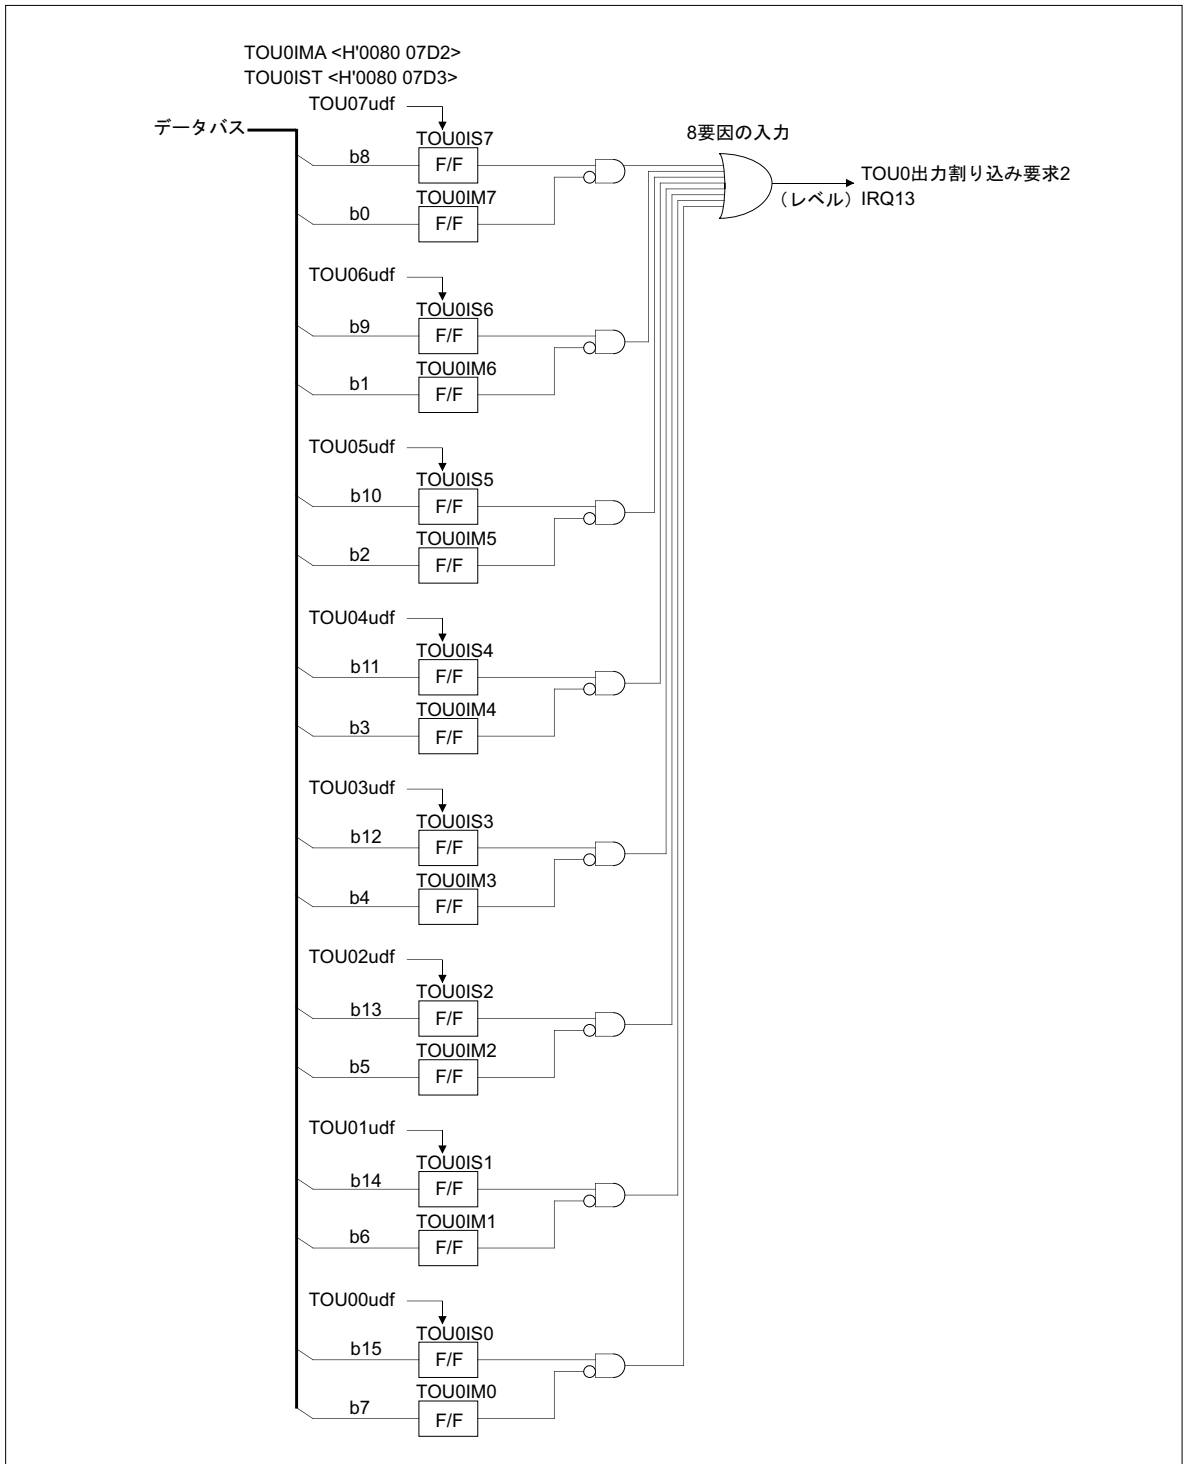 TOU0IMA <H'0080 07D2>
TOU0IST <H'0080 07D3>
TOU07udf
データバス
TOU0IS7
8要因の入力
b8
F/F
TOU0出力割り込み要求2
TOU0IM7
（レベル）IRQ13
b0
F/F
TOU06udf
TOU0IS6
b9
F/F
TOU0IM6
b1
F/F
TOU05udf
TOU0IS5
b10
F/F
TOU0IM5
b2
F/F
TOU04udf
TOU0IS4
b11
F/F
TOU0IM4
b3
F/F
TOU03udf
TOU0IS3
b12
F/F
TOU0IM3
b4
F/F
TOU02udf
TOU0IS2
b13
F/F
TOU0IM2
b5
F/F
TOU01udf
TOU0IS1
b14
F/F
TOU0IM1
b6
F/F
TOU00udf
TOU0IS0
b15
F/F
TOU0IM0
b7
F/F